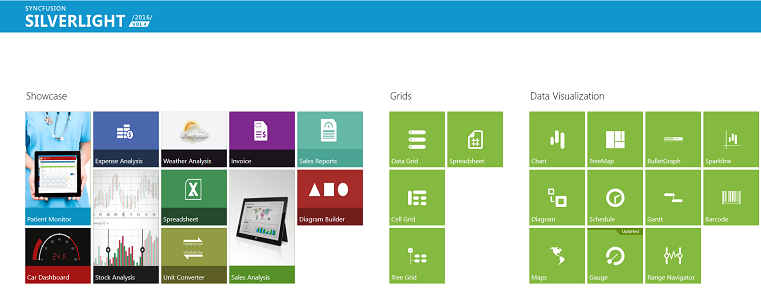 SYNCFUSION
SILVERLIGHT /2016/
VOL 4
Showcase
Grids
Data Visualization
Expense Analysis
Weather Analysis
Invoice
Sales Reports
Data Grid
Spreadsheet
Chart
TreeMap
BulletGraph
Sparkline
Patient Monitor
Spreadsheet
Diagram Builder
Cell Grid
Diagram
Schedule
Gantt
Barcode
Updated
Car Dashboard
Stock Analysis
Unit Converter
Sales Analysis
Tree Grid
Maps
Gauge
Range Navigator